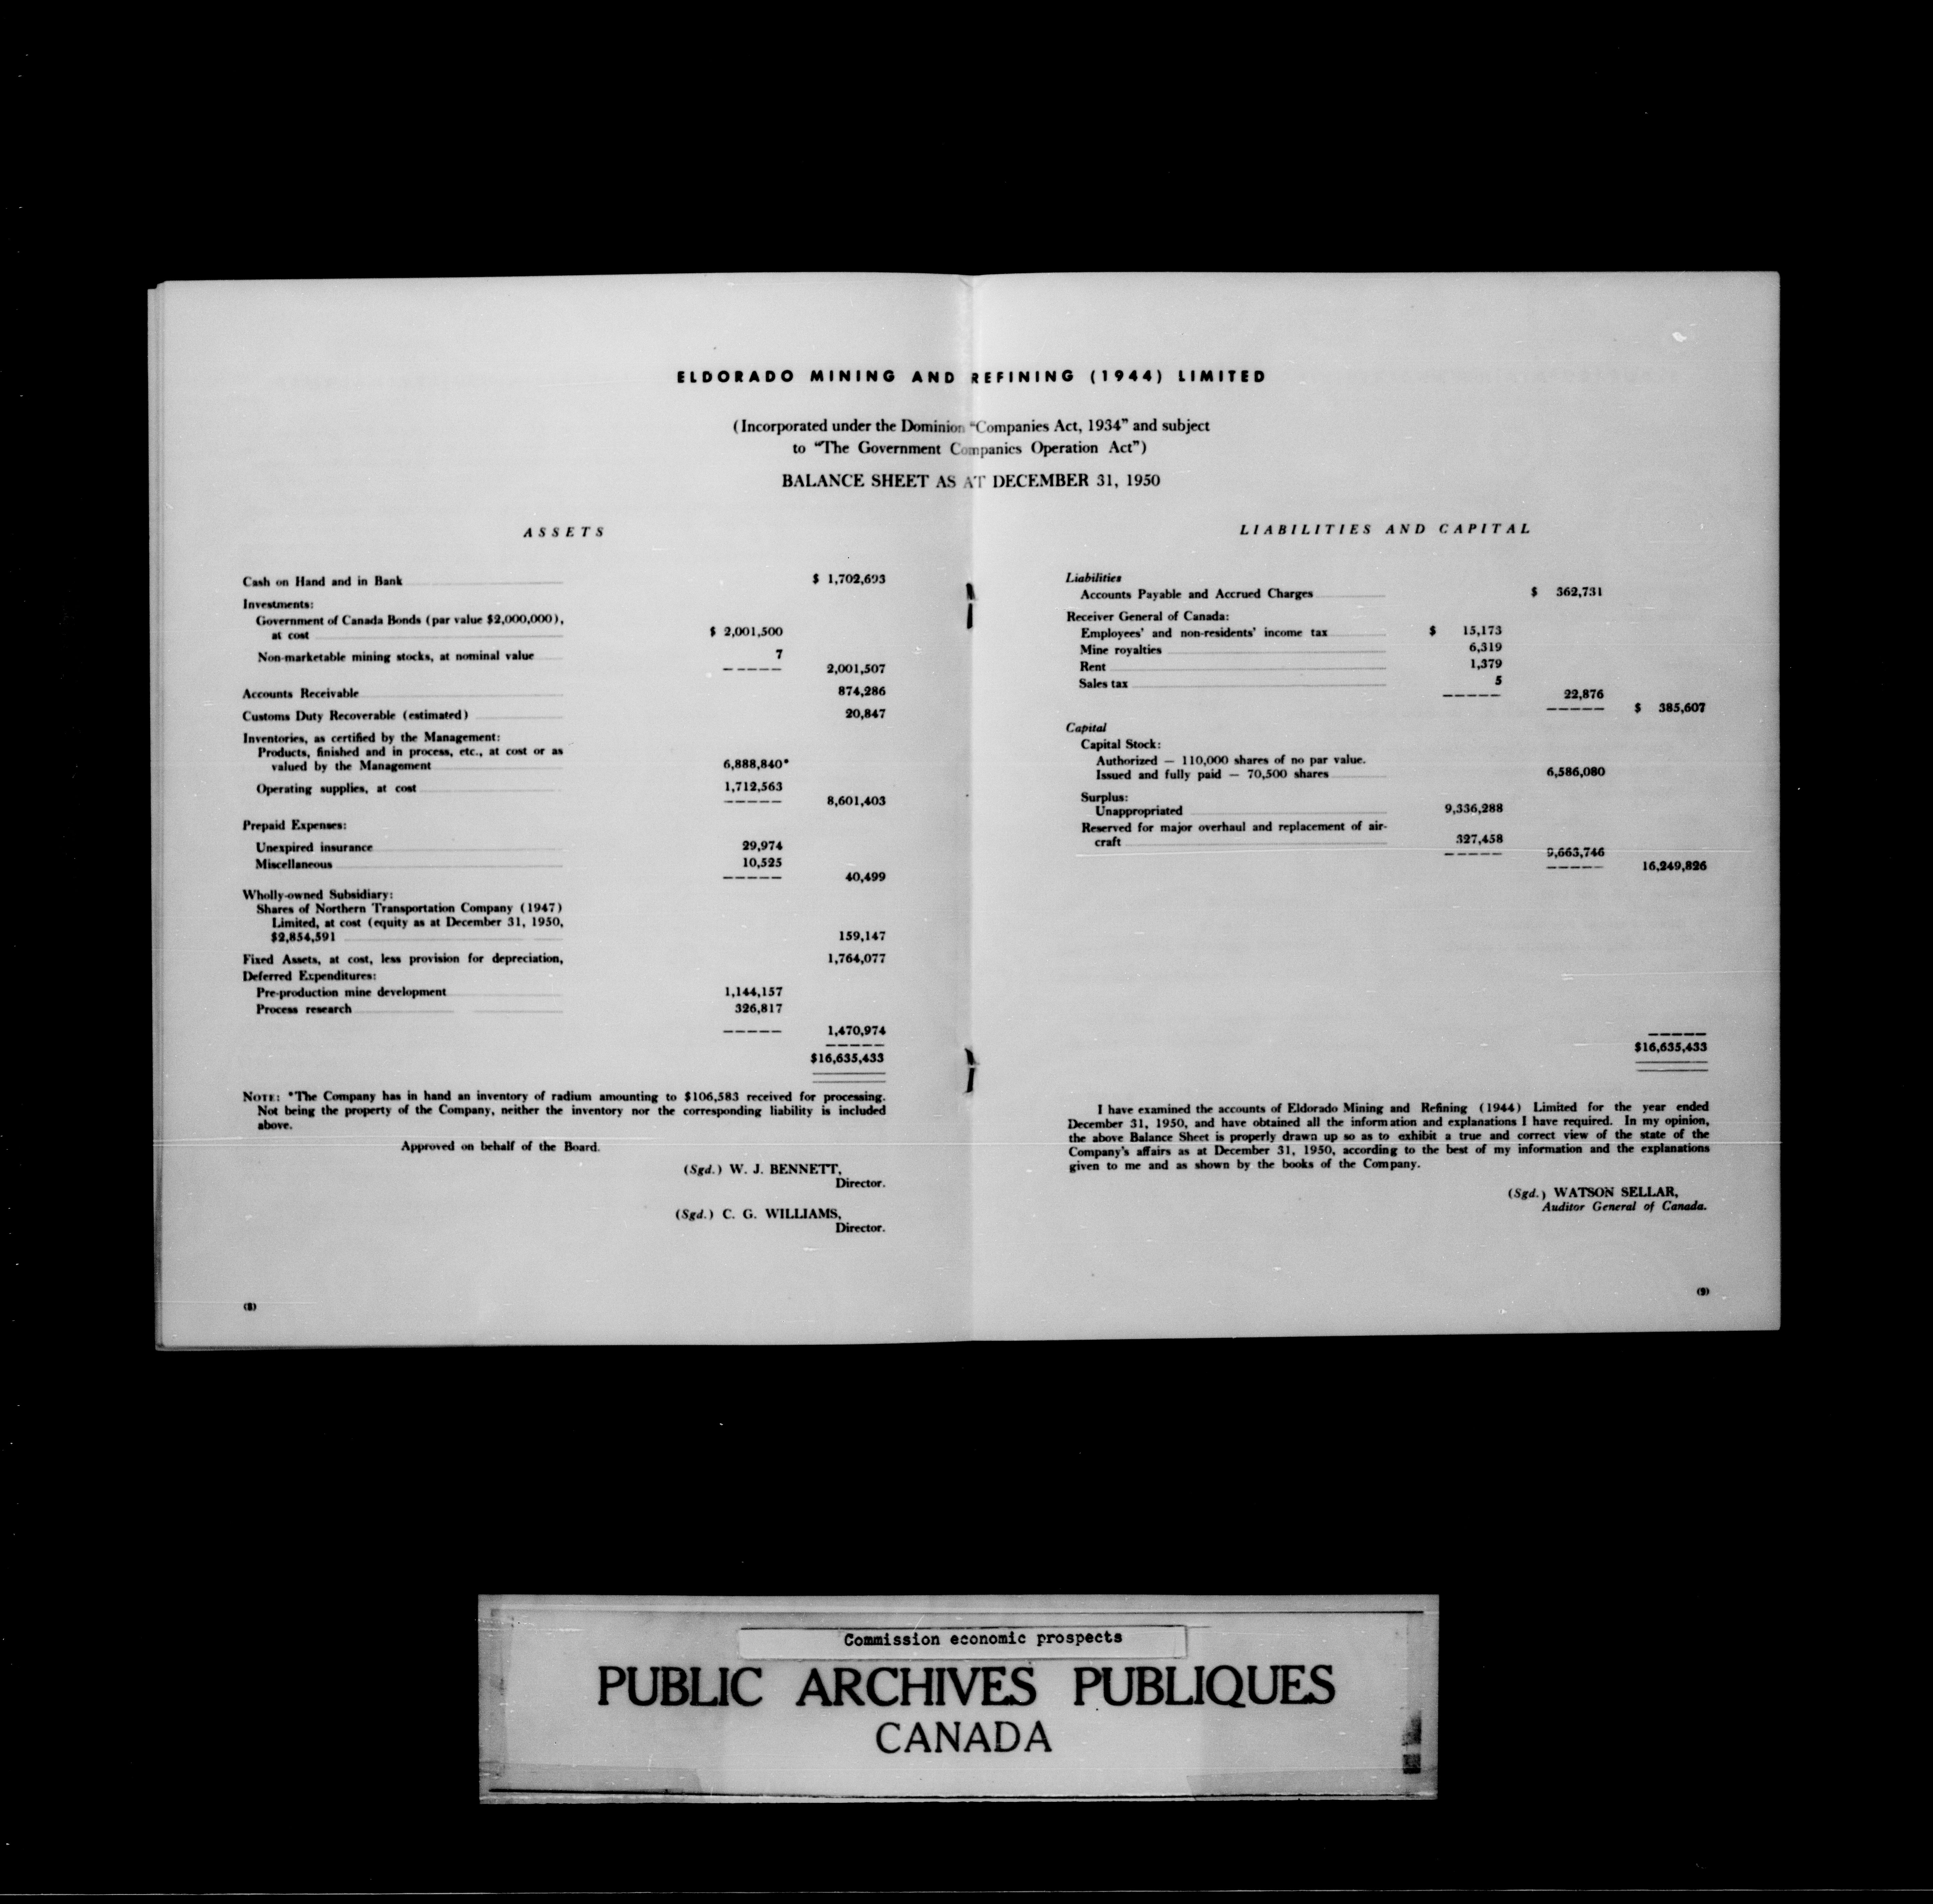 ELDORADO MINING AND REFINING (1944) LIMITED
(Incorporated under the Dominion "Companies Act, 1934" and subject
to "The Government Companies Operation Act")
BALANCE SHEET AS AT DECEMBER 31, 1950
ASSETS
Cash on Hand and in Bank $ 1,702,693
Investments:
Government of Canada Bonds (par value $2,000,000),
at cost $ 2,001,500
Non-marketable mining stocks, at nominal value 7
2,001,507
Accounts Receivable 874,286
Customs Duty Recoverable (estimated) 20,847
Inventories, as certified by the Management:
Products, finished and in process, etc., at cost or as
valued by the Management 6,888,840*
Operating supplies, at cost 1,712,563
8,601,403
Prepaid Expenses:
Unexpired insurance 29,974
Miscellaneous 10,525
40,499
Wholly-owned Subsidiary:
Shares of Northern Transportation Company (1947)
Limited, at cost (equity as at December 31, 1950,
$2,854,591 159,147
Fixed Assets, at cost, less provision for depreciation, 1,764,077
Deferred Expenditures:
Pre-production mine development 1,144,157
Process research 326,817
1,470,974
$16,635,433
NOTE: *The Company has in hand an inventory of radium amounting to $106,583 received for processing.
Not being the property of the Company, neither the inventory nor the corresponding liability is included
above.
Approved on behalf of the Board.
(Sgd.) W. J. BENNETT,
Director.
(Sgd.) C. G. WILLIAMS,
Director.
(8)
LIABILITIES AND CAPITAL
Liabilities
Accounts Payable and Accrued Charges $ 362,731
Receiver General of Canada:
Employees' and non-residents' income tax $ 15,173
Mine royalties 6,319
Rent 1,379
Sales tax 5
22,876
$ 385,607
Capital
Capital Stock:
Authorized — 110,000 shares of no par value.
Issued and fully paid — 70,500 shares 6,586,080
Surplus:
Unappropriated 9,336,288
Reserved for major overhaul and replacement of air-
craft 327,458
9,663,746
16,249,826
$16,635,433
I have examined the accounts of Eldorado Mining and Refining (1944) Limited for the year ended
December 31, 1950, and have obtained all the information and explanations I have required. In my opinion,
the above Balance Sheet is properly drawn up so as to exhibit a true and correct view of the state of the
Company's affairs as at December 31, 1950, according to the best of my information and the explanations
given to me and as shown by the books of the Company.
(Sgd.) WATSON SELLAR,
Auditor General of Canada.
(9)
Commission economic prospects
PUBLIC ARCHIVES PUBLIQUES
CANADA